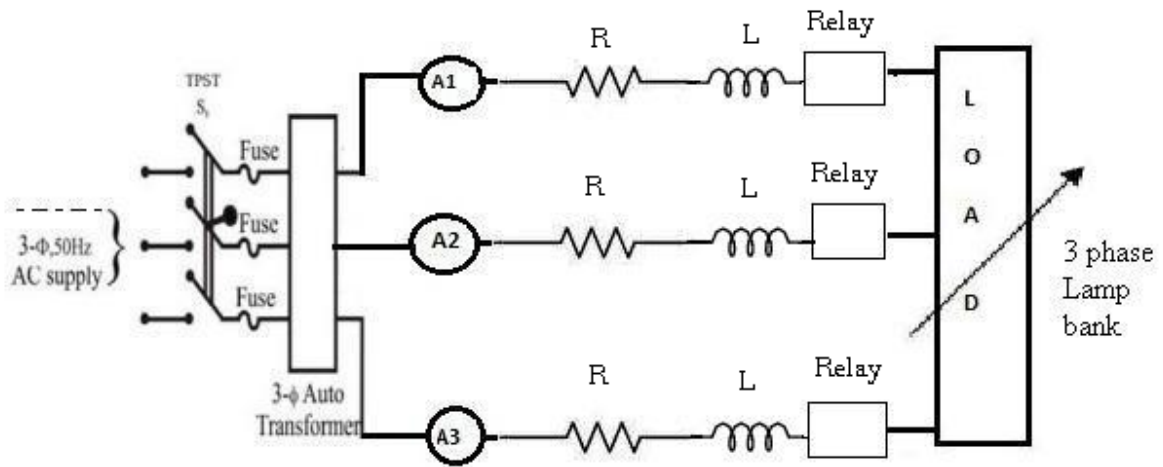 R L Relay
TPST
S₁
Fuse
A1
L
O
A
D
R L Relay
Fuse
A2
3-Φ,50Hz
AC supply
3 phase
Lamp
bank
Fuse
R L Relay
3-ϕ Auto
Transformer
A3